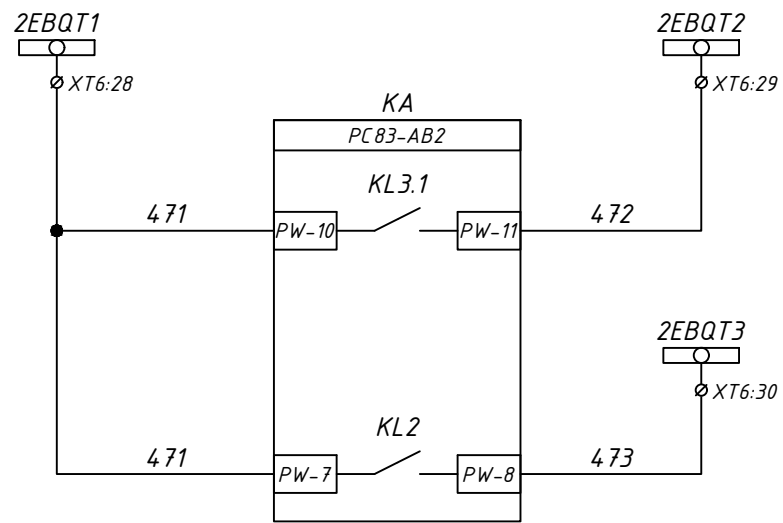 2EBQT1
2EBQT2
XT6:28
XT6:29
KA
PC83-AB2
KL3.1
471
472
PW-10
PW-11
2EBQT3
XT6:30
KL2
471
473
PW-7
PW-8